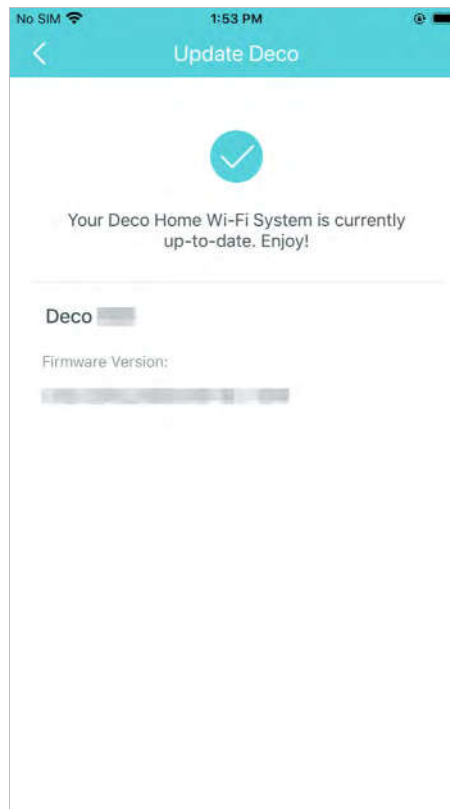 No SIM 1:53 PM
Update Deco
Your Deco Home Wi-Fi System is currently
up-to-date. Enjoy!
Deco
Firmware Version: